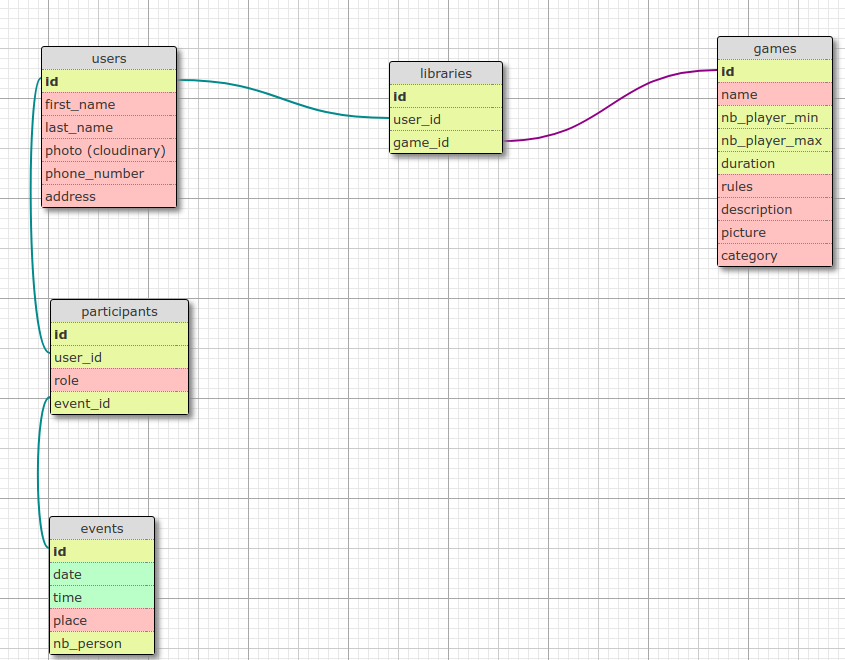 users
id
first_name
last_name
photo (cloudinary)
phone_number
address
libraries
id
user_id
game_id
games
id
name
nb_player_min
nb_player_max
duration
rules
description
picture
category
participants
id
user_id
role
event_id
events
id
date
time
place
nb_person